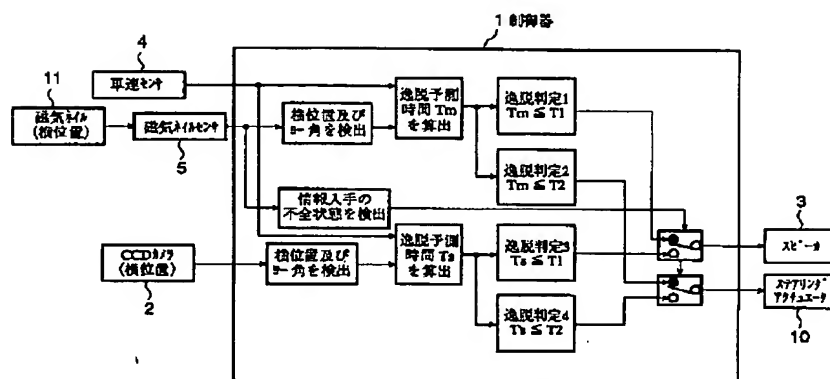 1 制御器
4
車速センサ
11
磁気ネイル
(横位置)
磁気ネイルセンサ
5
横位置及び
ヨー角を検出
逸脱予測
時間 Tm
を算出
逸脱判定1
Tm ≦ T1
逸脱判定2
Tm ≦ T2
情報入手の
不全状態を検出
CCDカメラ
(横位置)
2
横位置及び
ヨー角を検出
逸脱予測
時間 Ts
を算出
逸脱判定3
Ts ≦ T1
逸脱判定4
Ts ≦ T2
3
スピーカ
ステアリング
アクチュエータ
10